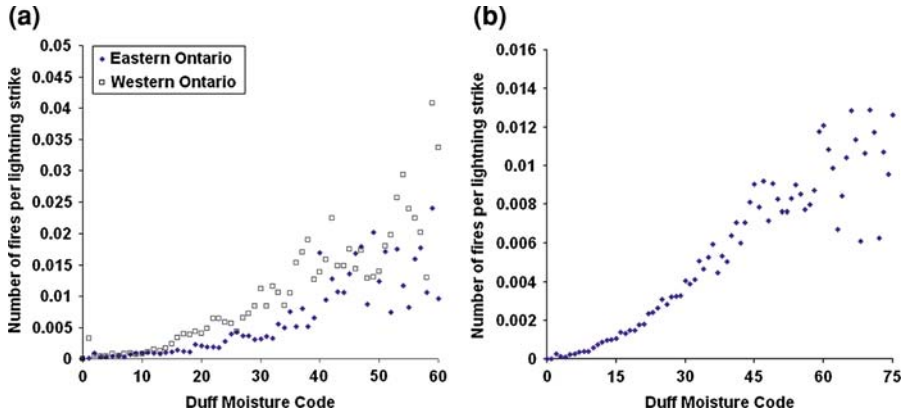 (a)
Number of fires per lightning strike
0.05
0.045
0.04
0.035
0.03
0.025
0.02
0.015
0.01
0.005
0
Eastern Ontario
Western Ontario
0 10 20 30 40 50 60
Duff Moisture Code
(b)
Number of fires per lightning strike
0.016
0.014
0.012
0.01
0.008
0.006
0.004
0.002
0
0 15 30 45 60 75
Duff Moisture Code